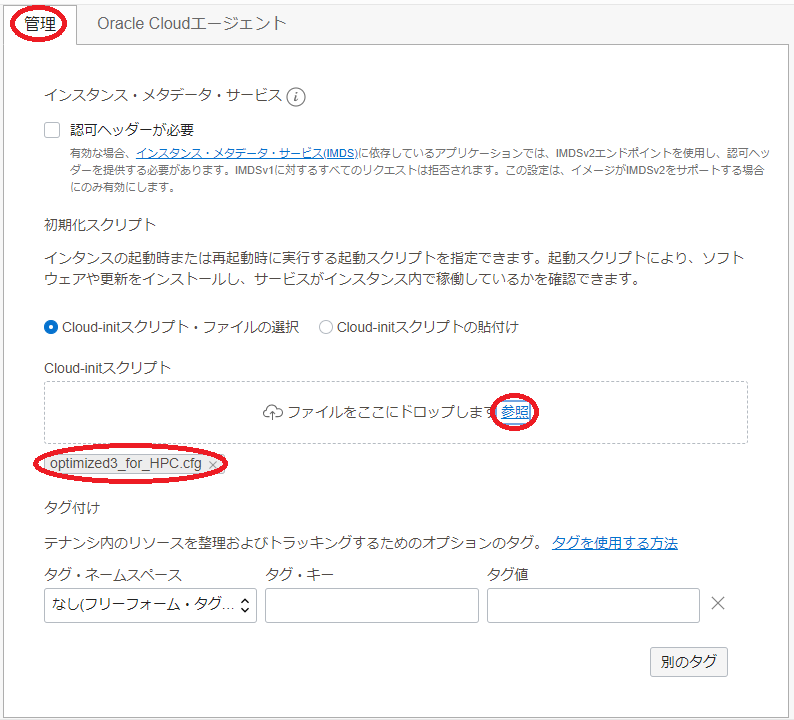 管理 Oracle Cloudエージェント
インスタンス・メタデータ・サービス i
認可ヘッダーが必要
有効な場合、インスタンス・メタデータ・サービス(IMDS)に依存しているアプリケーションでは、IMDSv2エンドポイントを使用し、認可ヘッ
ダーを提供する必要があります。IMDSv1に対するすべてのリクエストは拒否されます。この設定は、イメージがIMDSv2をサポートする場合
にのみ有効にします。
初期化スクリプト
インタンスの起動時または再起動時に実行する起動スクリプトを指定できます。起動スクリプトにより、ソフト
ウェアや更新をインストールし、サービスがインスタンス内で稼働しているかを確認できます。
Cloud-initスクリプト・ファイルの選択 Cloud-initスクリプトの貼付け
Cloud-initスクリプト
ファイルをここにドロップします 参照
optimized3_for_HPC.cfg ×
タグ付け
テナンシ内のリソースを整理およびトラッキングするためのオプションのタグ。 タグを使用する方法
タグ・ネームスペース タグ・キー タグ値
なし(フリーフォーム・タグ...
別のタグ